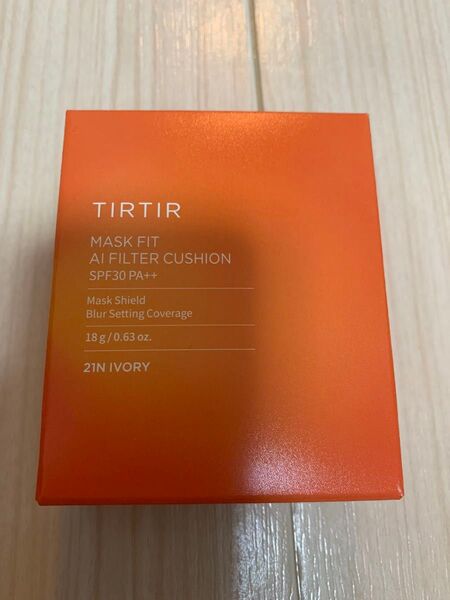 TIRTIR
MASK FIT
AI FILTER CUSHION
SPF30 PA++
Mask Shield
Blur Setting Coverage
18 g / 0.63 oz.
21N IVORY